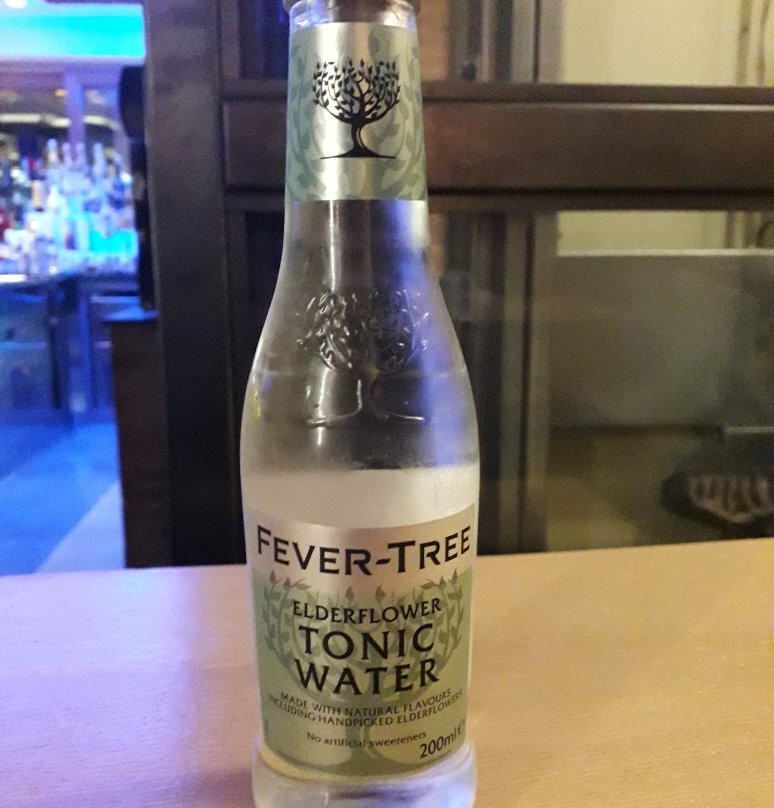 FEVER-TREE
ELDERFLOWER
TONIC
WATER
MADE WITH NATURAL FLAVOURS
INCLUDING HANDPICKED ELDERFLOWERS
No artificial sweeteners
200ml e